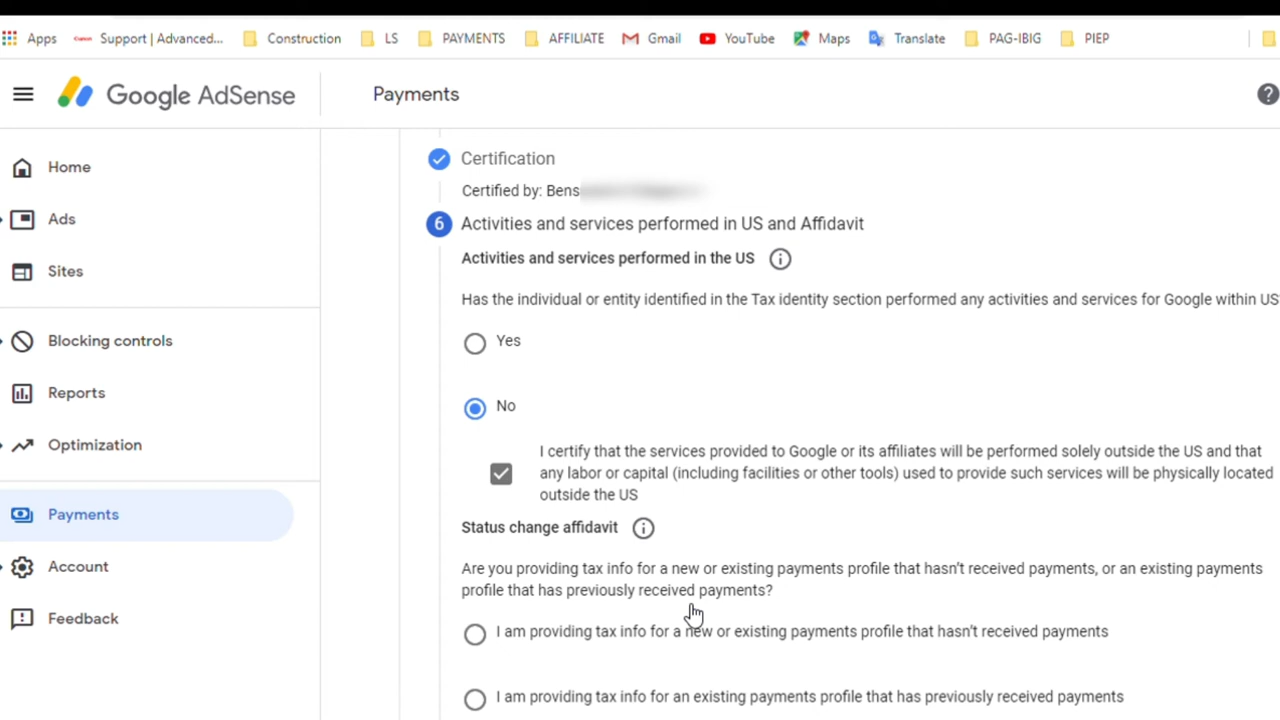 Apps
Support | Advanced...
Construction
LS
PAYMENTS
AFFILIATE
Gmail
YouTube
Maps
Translate
PAG-IBIG
PIEP
Google AdSense
Payments
?
Home
Ads
Sites
Blocking controls
Reports
Optimization
Payments
Account
Feedback
Certification
Certified by: Bens
6 Activities and services performed in US and Affidavit
Activities and services performed in the US
Has the individual or entity identified in the Tax identity section performed any activities and services for Google within US
Yes
No
I certify that the services provided to Google or its affiliates will be performed solely outside the US and that
any labor or capital (including facilities or other tools) used to provide such services will be physically located
outside the US
Status change affidavit
Are you providing tax info for a new or existing payments profile that hasn't received payments, or an existing payments
profile that has previously received payments?
I am providing tax info for a new or existing payments profile that hasn't received payments
I am providing tax info for an existing payments profile that has previously received payments